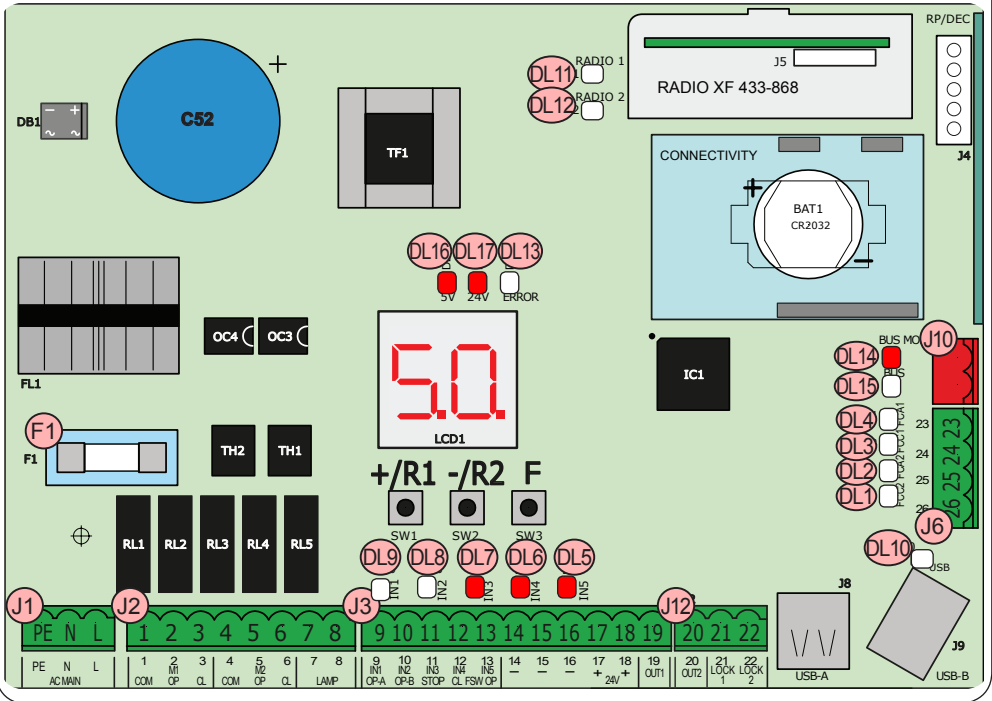 RP/DEC
RADIO 1
DL11
J5
RADIO 2
DL12
RADIO XF 433-868
C52
DB1
TF1
J4
CONNECTIVITY
BAT1
CR2032
DL16 DL17 DL13
5V 24V ERROR
5.0.
LCD1
OC4 OC3
FL1
IC1
BUS MO
J10
DL14
BUS
DL15
DL4 FCA1 23 23
DL3 FCC1 24 24
DL2 FCA2 25 25
DL1 FCC2 26 26
J6
F1
F1
TH2 TH1
+/R1 -/R2 F
SW1 SW2 SW3
RL1 RL2 RL3 RL4 RL5
DL9 DL8 DL7 DL6 DL5
IN1 IN2 IN3 IN4 IN5
DL10
USB
J8
J9
USB-A
USB-B
J1 J2 J3 J12
PE N L 1 2 3 4 5 6 7 8 9 10 11 12 13 14 15 16 17 18 19 20 21 22
PE N L 1 2 3 4 5 6 7 8 9 10 11 12 13 14 15 16 17 18 19 20 21 22
M1 M2 IN1 IN2 IN3 IN4 IN5 - - - + + OUT1 OUT2 LOCK LOCK
AC MAIN COM OP CL COM OP CL LAMP OP-A OP-B STOP CL FSW OP 24V 1 2